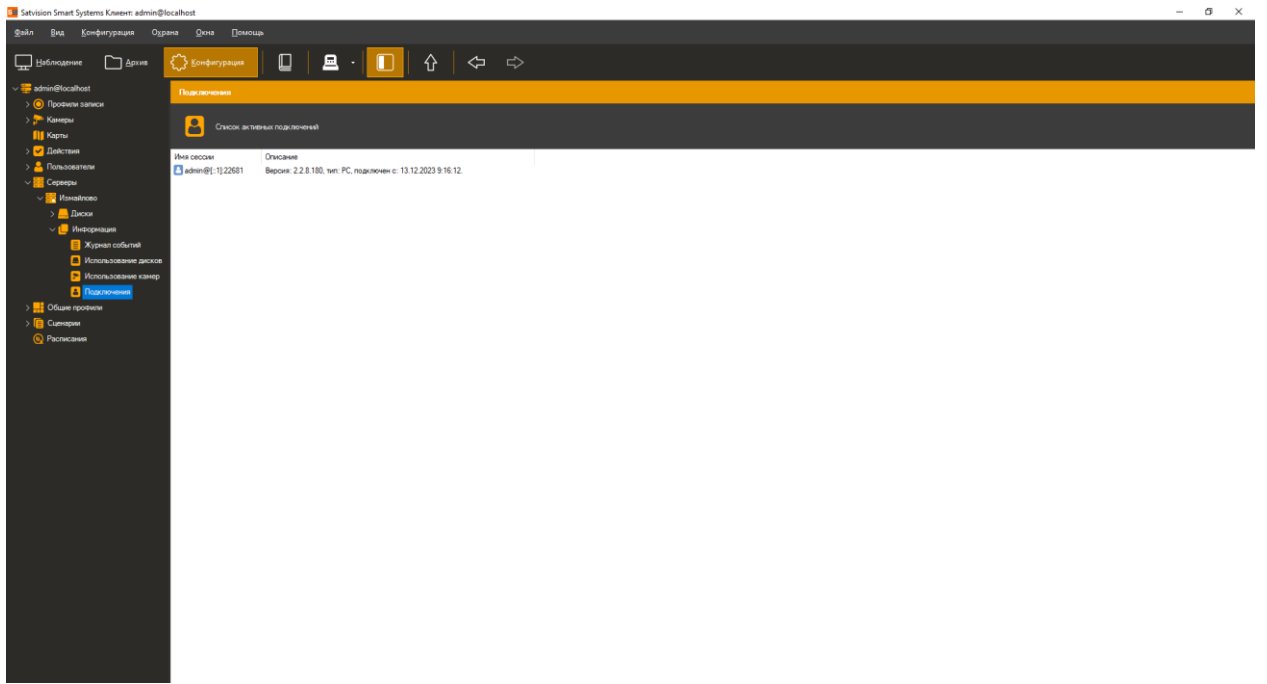 Satvision Smart Systems Клиент: admin@localhost
Файл Вид Конфигурация Охрана Окна Помощь
Наблюдение Архив Конфигурация
admin@localhost
Профили записи
Камеры
Карты
Действия
Пользователи
Серверы
Измайлово
Диски
Информация
Журнал событий
Использование дисков
Использование камер
Подключения
Общие профили
Сценарии
Расписания
Подключения
Список активных подключений
Имя сессии Описание
admin@[::1]:22681 Версия: 2.2.8.180, тип: PC, подключен с: 13.12.2023 9:16:12.